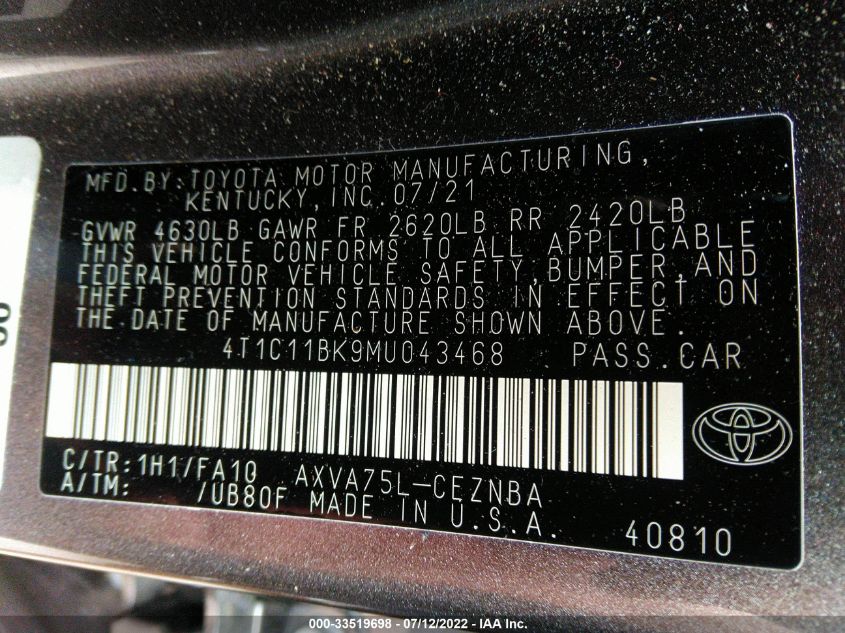 MFD. BY: TOYOTA MOTOR MANUFACTURING,
KENTUCKY, INC. 07/21
GVWR 4630LB GAWR FR 2620LB RR 2420LB
THIS VEHICLE CONFORMS TO ALL APPLICABLE
FEDERAL MOTOR VEHICLE SAFETY, BUMPER, AND
THEFT PREVENTION STANDARDS IN EFFECT ON
THE DATE OF MANUFACTURE SHOWN ABOVE.
4T1C11BK9MU043468 PASS. CAR
C/TR: 1H1/FA10 AXVA75L-CEZNBA
A/TM: /UB80F MADE IN U.S.A.
40810
000-33519698 - 07/12/2022 - IAA Inc.